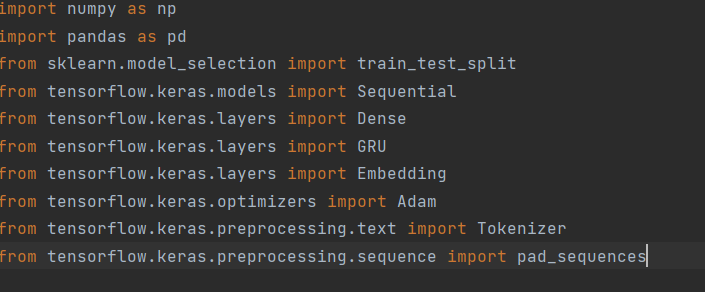 import numpy as np
import pandas as pd
from sklearn.model_selection import train_test_split
from tensorflow.keras.models import Sequential
from tensorflow.keras.layers import Dense
from tensorflow.keras.layers import GRU
from tensorflow.keras.layers import Embedding
from tensorflow.keras.optimizers import Adam
from tensorflow.keras.preprocessing.text import Tokenizer
from tensorflow.keras.preprocessing.sequence import pad_sequences